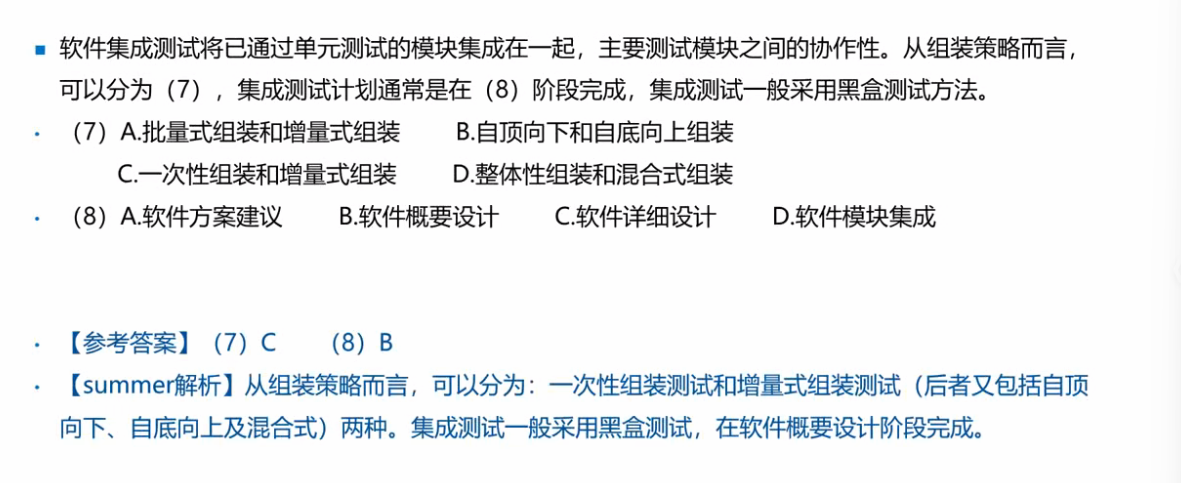 ▪ 软件集成测试将已通过单元测试的模块集成在一起，主要测试模块之间的协作性。从组装策略而言，
可以分为（7），集成测试计划通常是在（8）阶段完成，集成测试一般采用黑盒测试方法。
• （7）A.批量式组装和增量式组装 B.自顶向下和自底向上组装
C.一次性组装和增量式组装 D.整体性组装和混合式组装
• （8）A.软件方案建议 B.软件概要设计 C.软件详细设计 D.软件模块集成
• 【参考答案】（7）C （8）B
• 【summer解析】从组装策略而言，可以分为：一次性组装测试和增量式组装测试（后者又包括自顶
向下、自底向上及混合式）两种。集成测试一般采用黑盒测试，在软件概要设计阶段完成。